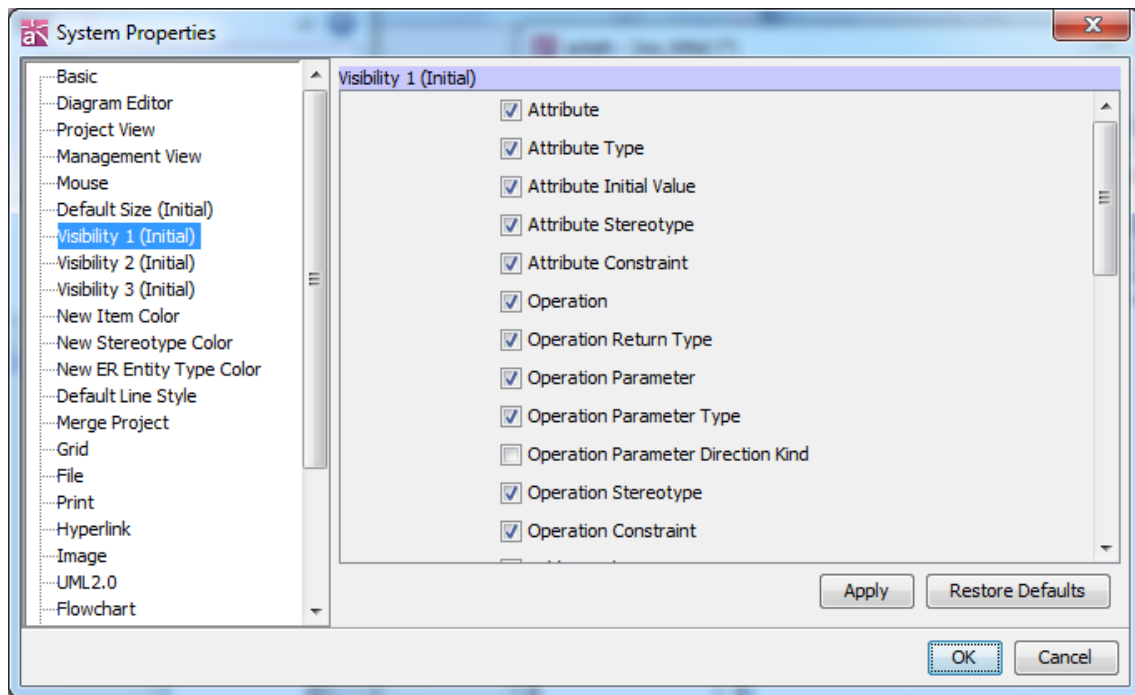 System Properties
Basic
Diagram Editor
Project View
Management View
Mouse
Default Size (Initial)
Visibility 1 (Initial)
Visibility 2 (Initial)
Visibility 3 (Initial)
New Item Color
New Stereotype Color
New ER Entity Type Color
Default Line Style
Merge Project
Grid
File
Print
Hyperlink
Image
UML2.0
Flowchart
Visibility 1 (Initial)
Attribute
Attribute Type
Attribute Initial Value
Attribute Stereotype
Attribute Constraint
Operation
Operation Return Type
Operation Parameter
Operation Parameter Type
Operation Parameter Direction Kind
Operation Stereotype
Operation Constraint
Apply
Restore Defaults
OK
Cancel